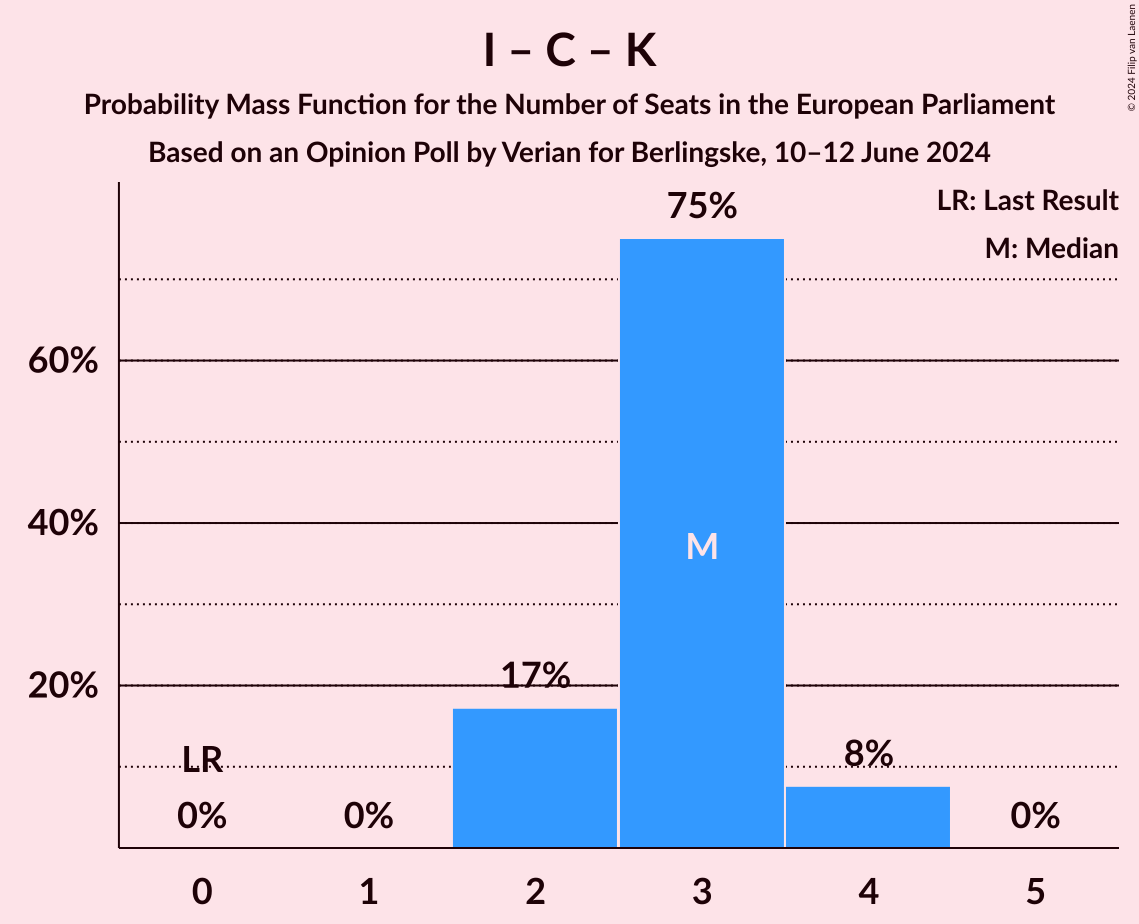 I – C – K
Probability Mass Function for the Number of Seats in the European Parliament
Based on an Opinion Poll by Verian for Berlingske, 10–12 June 2024
© 2024 Filip van Laenen
LR: Last Result
M: Median
75%
60%
40%
M
20%
17%
LR
8%
0%
0%
0%
0
1
2
3
4
5